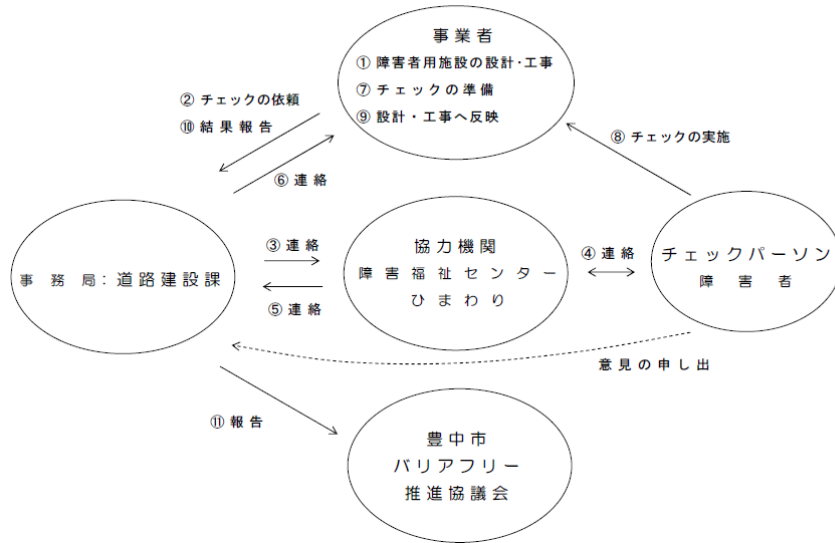 事業者
① 障害者用施設の設計・工事
⑦ チェックの準備
⑨ 設計・工事へ反映
② チェックの依頼
⑩ 結果報告
⑧ チェックの実施
⑥ 連絡
事務局：道路建設課
③ 連絡
⑤ 連絡
協力機関
障害福祉センター
ひまわり
④ 連絡
チェックパーソン
障害者
意見の申し出
⑪ 報告
豊中市
バリアフリー
推進協議会